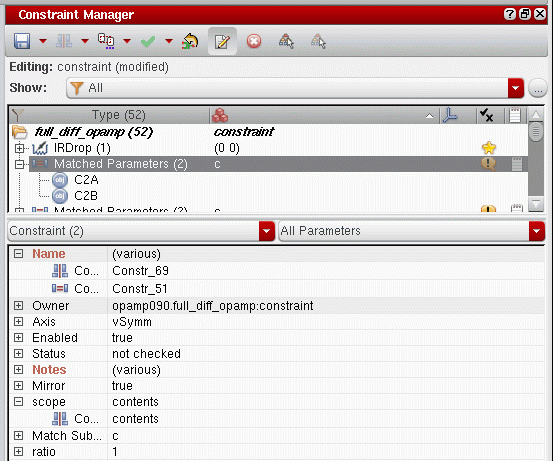 Constraint Manager
Editing: constraint (modified)
Show: All
Type (52)
full_diff_opamp (52) constraint
IRDrop (1) (0 0)
Matched Parameters (2) c
obj C2A
obj C2B
Matched Parameters (2) c
Constraint (2) All Parameters
Name (various)
Co... Constr_69
Co... Constr_51
Owner opamp090.full_diff_opamp:constraint
Axis vSymm
Enabled true
Status not checked
Notes (various)
Mirror true
scope contents
Co... contents
Match Sub... c
ratio 1